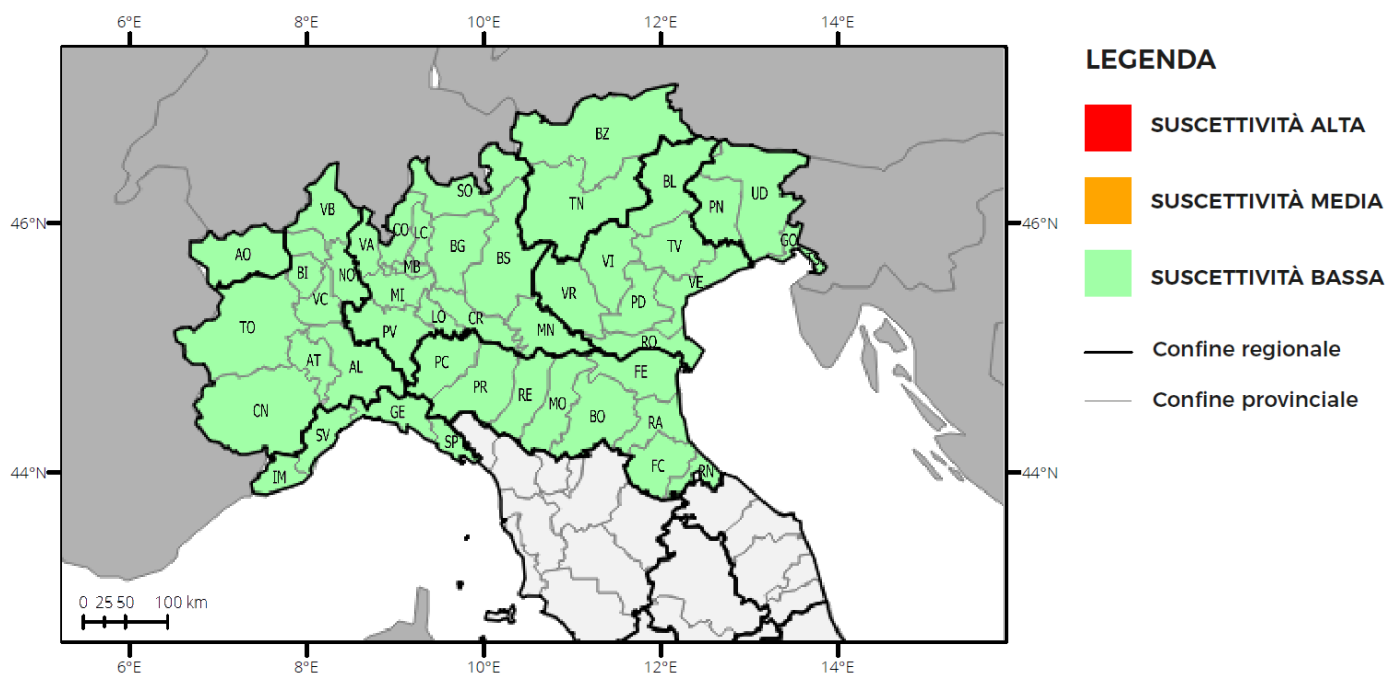 6°E 8°E 10°E 12°E 14°E
LEGENDA
SUSCETTIVITÀ ALTA
SUSCETTIVITÀ MEDIA
SUSCETTIVITÀ BASSA
Confine regionale
Confine provinciale
46°N 46°N
44°N 44°N
BZ
SO BL UD
VB TN PN
CO LC VA BG TV GO
AO BS VI
BI NO MB VE
VC MI VR PD
TO PV LO CR MN RO
AT AL PC FE
PR RE MO
CN GE BO RA
SV SP
IM FC RN
0 25 50 100 km
6°E 8°E 10°E 12°E 14°E